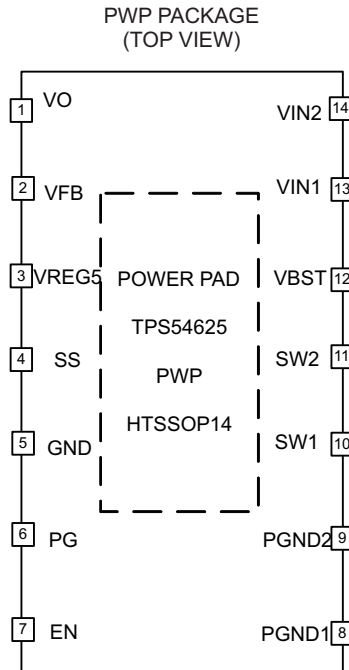 PWP PACKAGE
(TOP VIEW)
1 VO
VIN2 14
2 VFB
VIN1 13
3 VREG5
POWER PAD
VBST 12
TPS54625
4 SS
SW2 11
PWP
HTSSOP14
5 GND
SW1 10
6 PG
PGND2 9
7 EN
PGND1 8